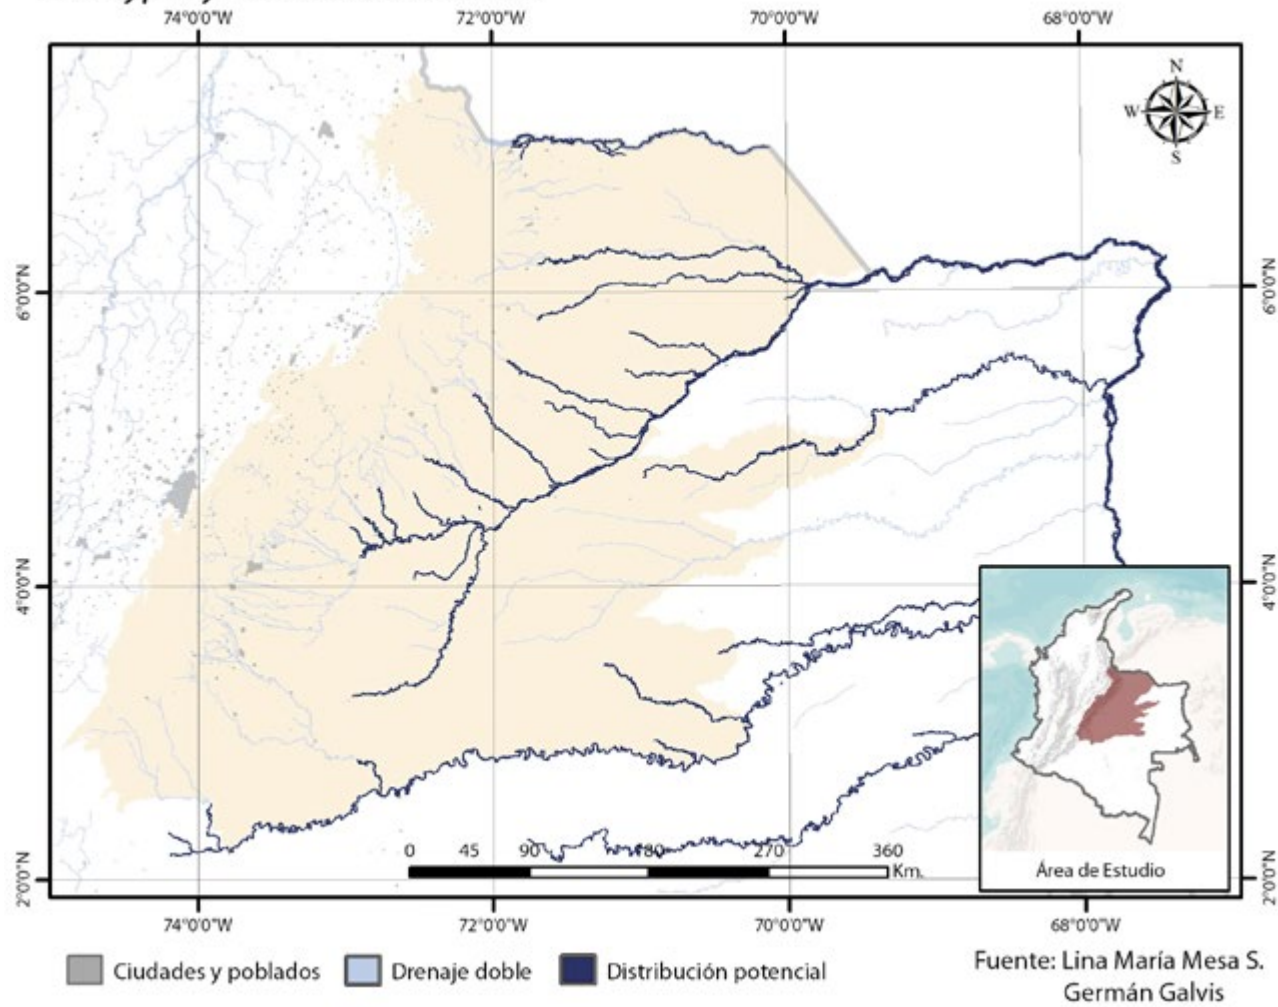 74°0'0"W 72°0'0"W 70°0'0"W 68°0'0"W
N
W E
S
6°0'0"N 6°0'0"N
4°0'0"N 4°0'0"N
0 45 90 180 270 360
Km.
Área de Estudio
2°0'0"N 2°0'0"N
74°0'0"W 72°0'0"W 70°0'0"W 68°0'0"W
Ciudades y poblados Drenaje doble Distribución potencial
Fuente: Lina María Mesa S.
Germán Galvis